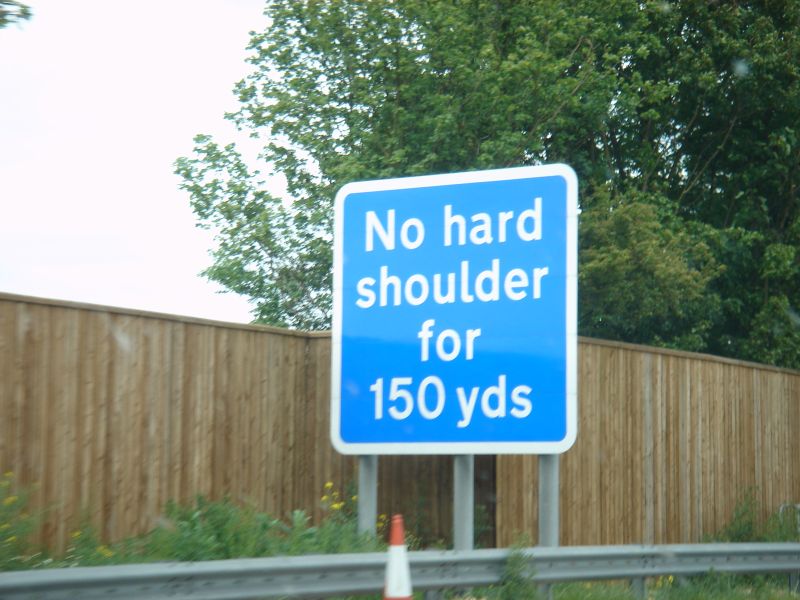 No hard
shoulder
for
150 yds